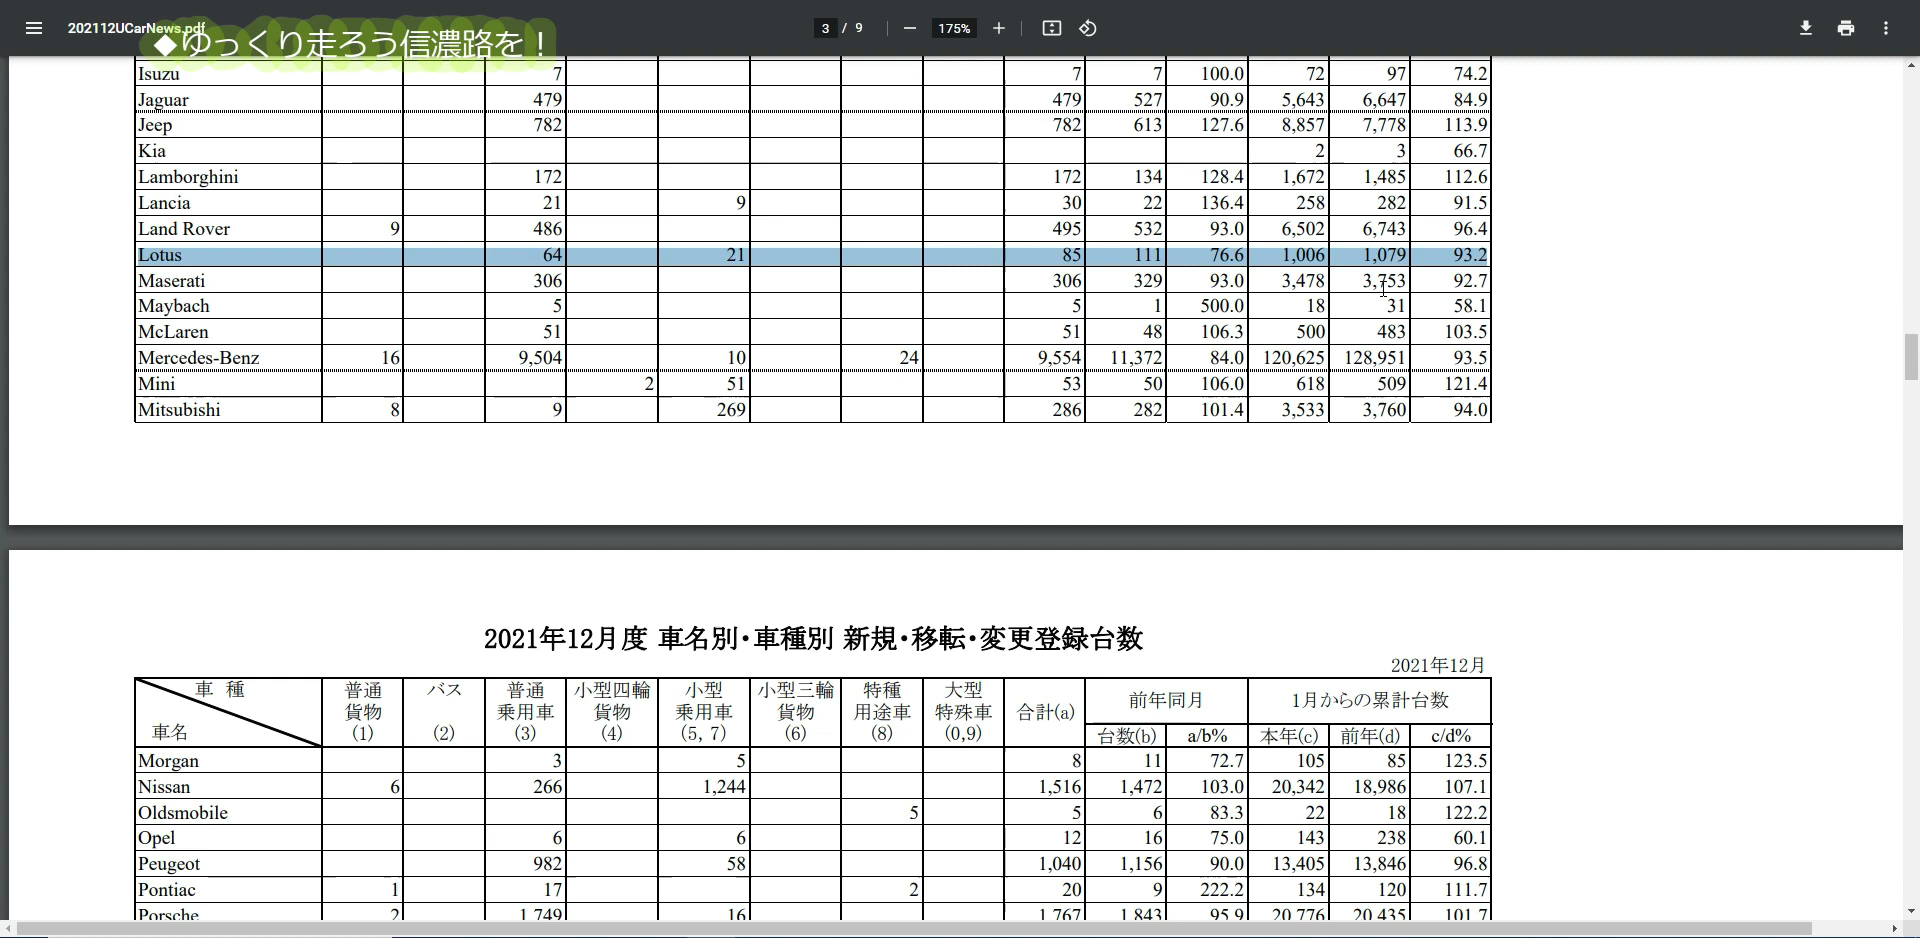 202112UCarNews.pdf
3 / 9
175%
◆ゆっくり走ろう信濃路を!
Isuzu 7 7 7 100.0 72 97 74.2
Jaguar 479 479 527 90.9 5,643 6,647 84.9
Jeep 782 782 613 127.6 8,857 7,778 113.9
Kia 2 3 66.7
Lamborghini 172 172 134 128.4 1,672 1,485 112.6
Lancia 21 9 30 22 136.4 258 282 91.5
Land Rover 9 486 495 532 93.0 6,502 6,743 96.4
Lotus 64 21 85 111 76.6 1,006 1,079 93.2
Maserati 306 306 329 93.0 3,478 3,753 92.7
Maybach 5 5 1 500.0 18 31 58.1
McLaren 51 51 48 106.3 500 483 103.5
Mercedes-Benz 16 9,504 10 24 9,554 11,372 84.0 120,625 128,951 93.5
Mini 2 51 53 50 106.0 618 509 121.4
Mitsubishi 8 9 269 286 282 101.4 3,533 3,760 94.0
2021年12月度 車名別・車種別 新規・移転・変更登録台数
2021年12月
車 種
車名
普通
貨物
(1)
バス
(2)
普通
乗用車
(3)
小型四輪
貨物
(4)
小型
乗用車
(5, 7)
小型三輪
貨物
(6)
特種
用途車
(8)
大型
特殊車
(0,9)
合計(a)
前年同月
台数(b) a/b%
1月からの累計台数
本年(c) 前年(d) c/d%
Morgan 3 5 8 11 72.7 105 85 123.5
Nissan 6 266 1,244 1,516 1,472 103.0 20,342 18,986 107.1
Oldsmobile 5 5 6 83.3 22 18 122.2
Opel 6 6 12 16 75.0 143 238 60.1
Peugeot 982 58 1,040 1,156 90.0 13,405 13,846 96.8
Pontiac 1 17 2 20 9 222.2 134 120 111.7
Porsche 2 1,749 16 1,767 1,843 95.9 20,776 20,435 101.7